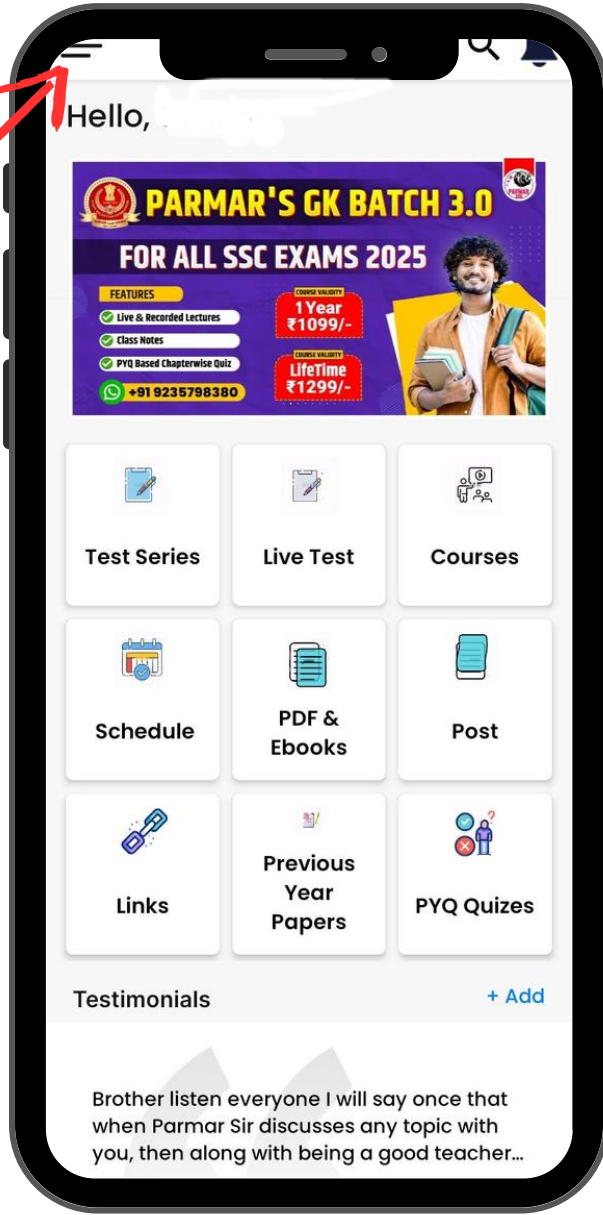 Hello,
PARMAR'S GK BATCH 3.0
FOR ALL SSC EXAMS 2025
FEATURES
Live & Recorded Lectures
Class Notes
PYQ Based Chapterwise Quiz
+91 9235798380
COURSE VALIDITY
1 Year
₹1099/-
COURSE VALIDITY
LifeTime
₹1299/-
Test Series
Live Test
Courses
Schedule
PDF &
Ebooks
Post
Links
Previous
Year
Papers
PYQ Quizes
Testimonials
+ Add
Brother listen everyone I will say once that
when Parmar Sir discusses any topic with
you, then along with being a good teacher...